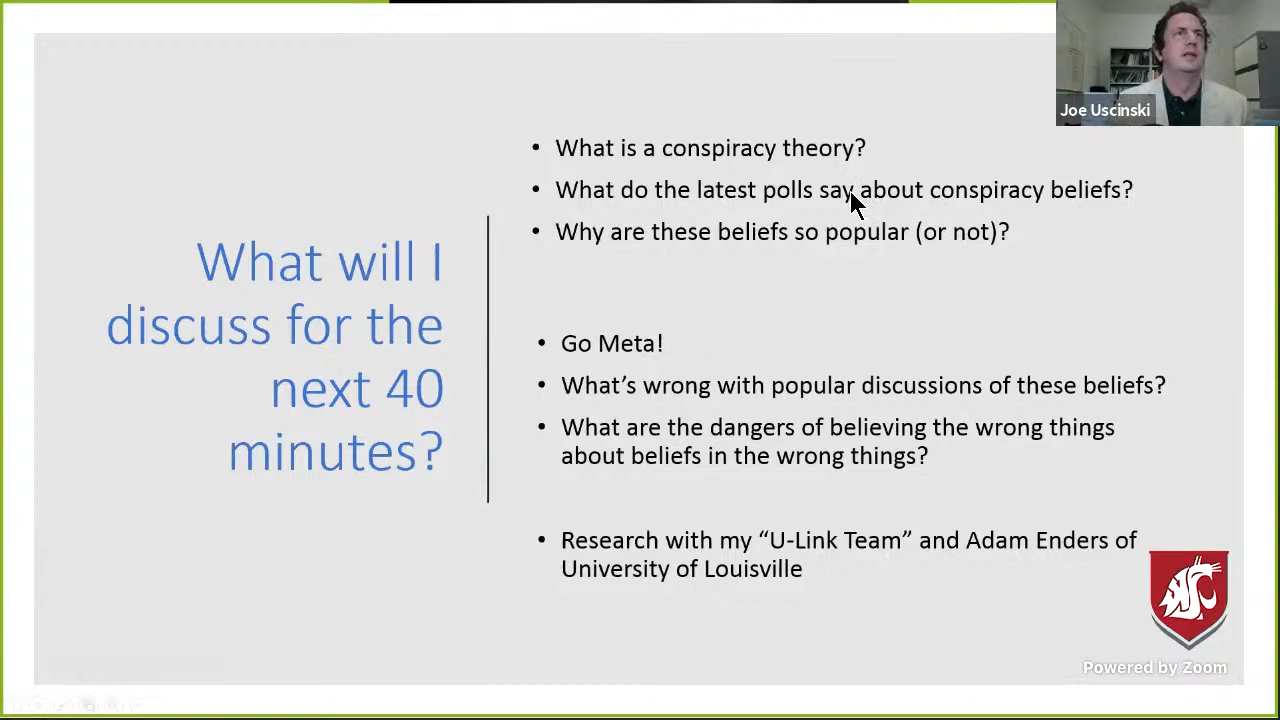 Joe Uscinski
What will I
discuss for the
next 40
minutes?
• What is a conspiracy theory?
• What do the latest polls say about conspiracy beliefs?
• Why are these beliefs so popular (or not)?
• Go Meta!
• What’s wrong with popular discussions of these beliefs?
• What are the dangers of believing the wrong things
about beliefs in the wrong things?
• Research with my “U-Link Team” and Adam Enders of
University of Louisville
Powered by Zoom